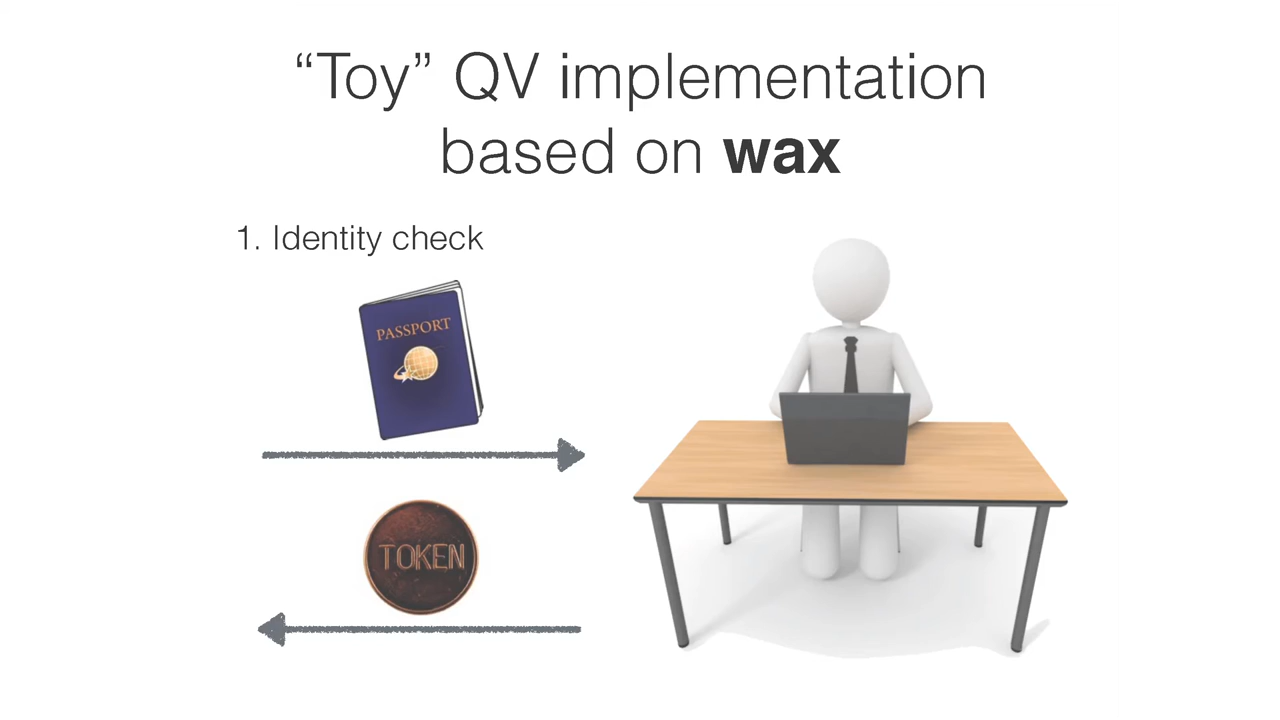 “Toy” QV implementation
based on wax
1. Identity check
PASSPORT
TOKEN